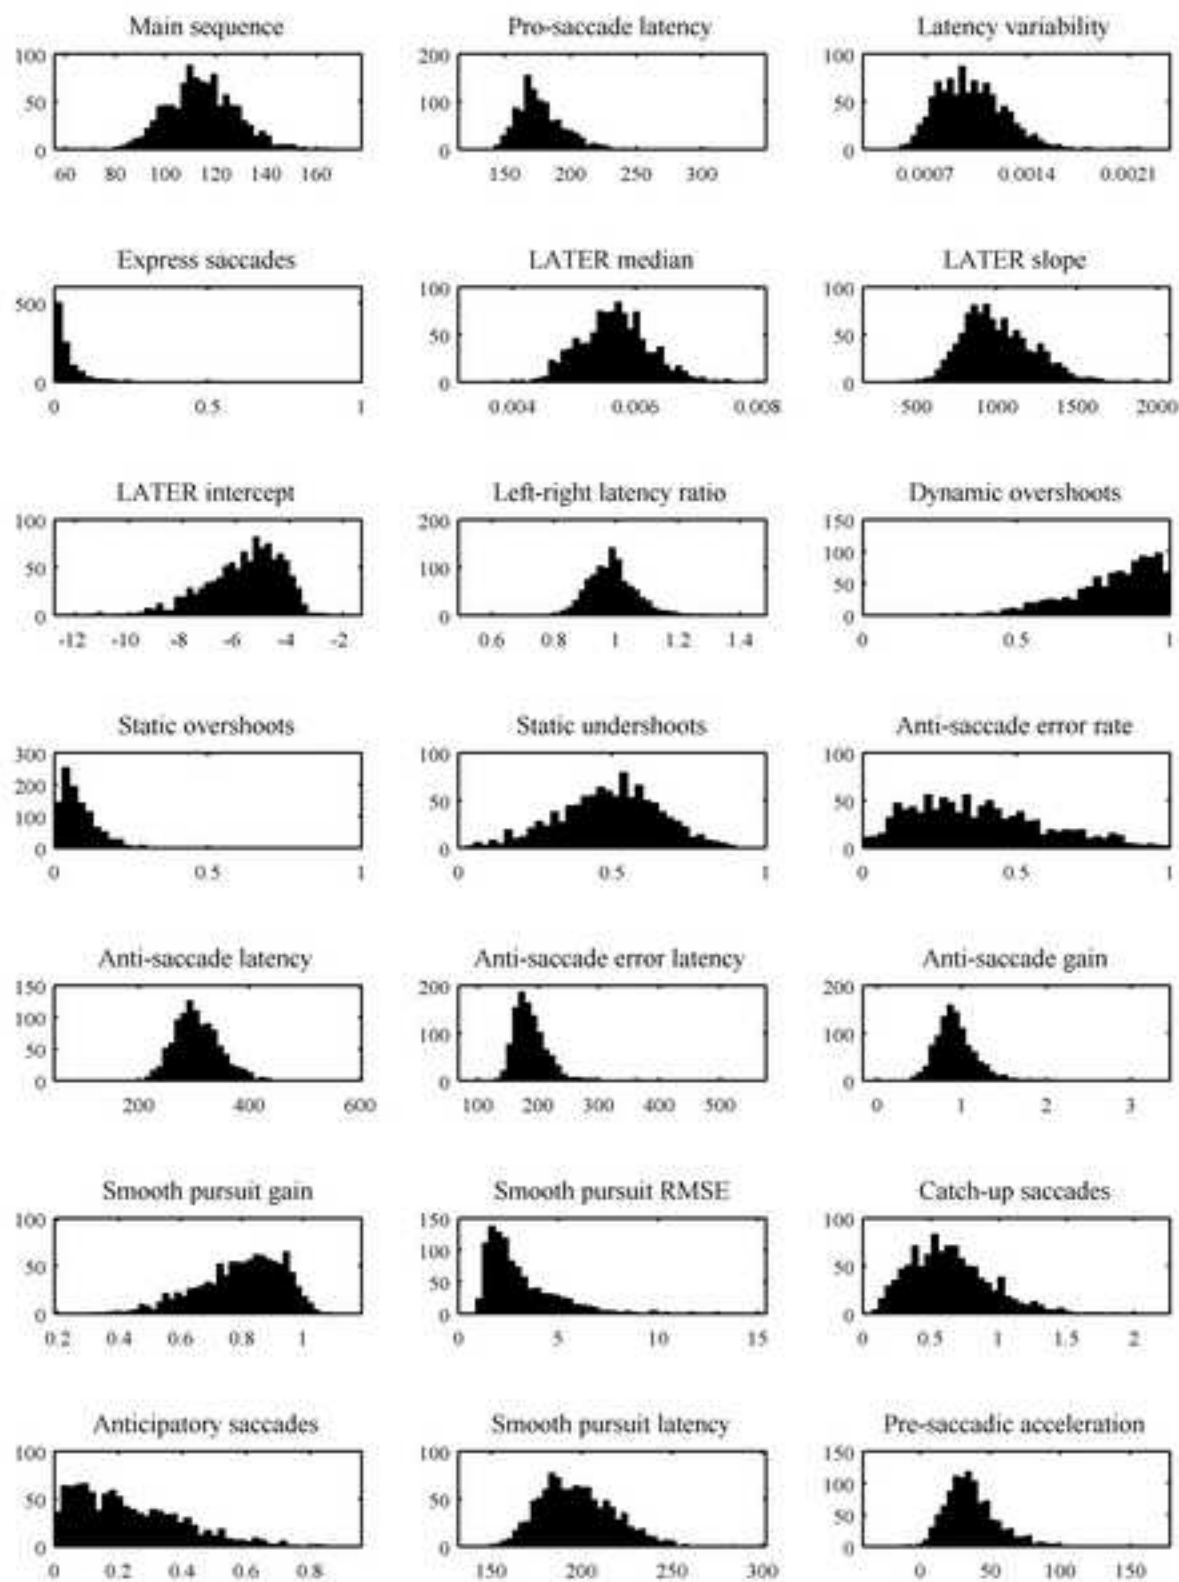 Main sequence Pro-saccade latency Latency variability
100 200 100
50 100 50
0 0 0
60 80 100 120 140 160 150 200 250 300 0.0007 0.0014 0.0021
Express saccades LATER median LATER slope
500 100 100
50 50
0 0 0
0 0.5 1 0.004 0.006 0.008 500 1000 1500 2000
LATER intercept Left-right latency ratio Dynamic overshoots
100 200 150
50 100 100
50
0 0 0
-12 -10 -8 -6 -4 -2 0.6 0.8 1 1.2 1.4 0 0.5 1
Static overshoots Static undershoots Anti-saccade error rate
300 100 100
200 50 50
100
0 0 0
0 0.5 1 0 0.5 1 0 0.5 1
Anti-saccade latency Anti-saccade error latency Anti-saccade gain
150 200 200
100 100 100
50
0 0 0
200 400 600 100 200 300 400 500 0 1 2 3
Smooth pursuit gain Smooth pursuit RMSE Catch-up saccades
100 150 100
50 100 50
50
0 0 0
0.2 0.4 0.6 0.8 1 0 5 10 15 0 0.5 1 1.5 2
Anticipatory saccades Smooth pursuit latency Pre-saccadic acceleration
100 100 150
50 50 100
50
0 0 0
0 0.2 0.4 0.6 0.8 150 200 250 300 0 50 100 150